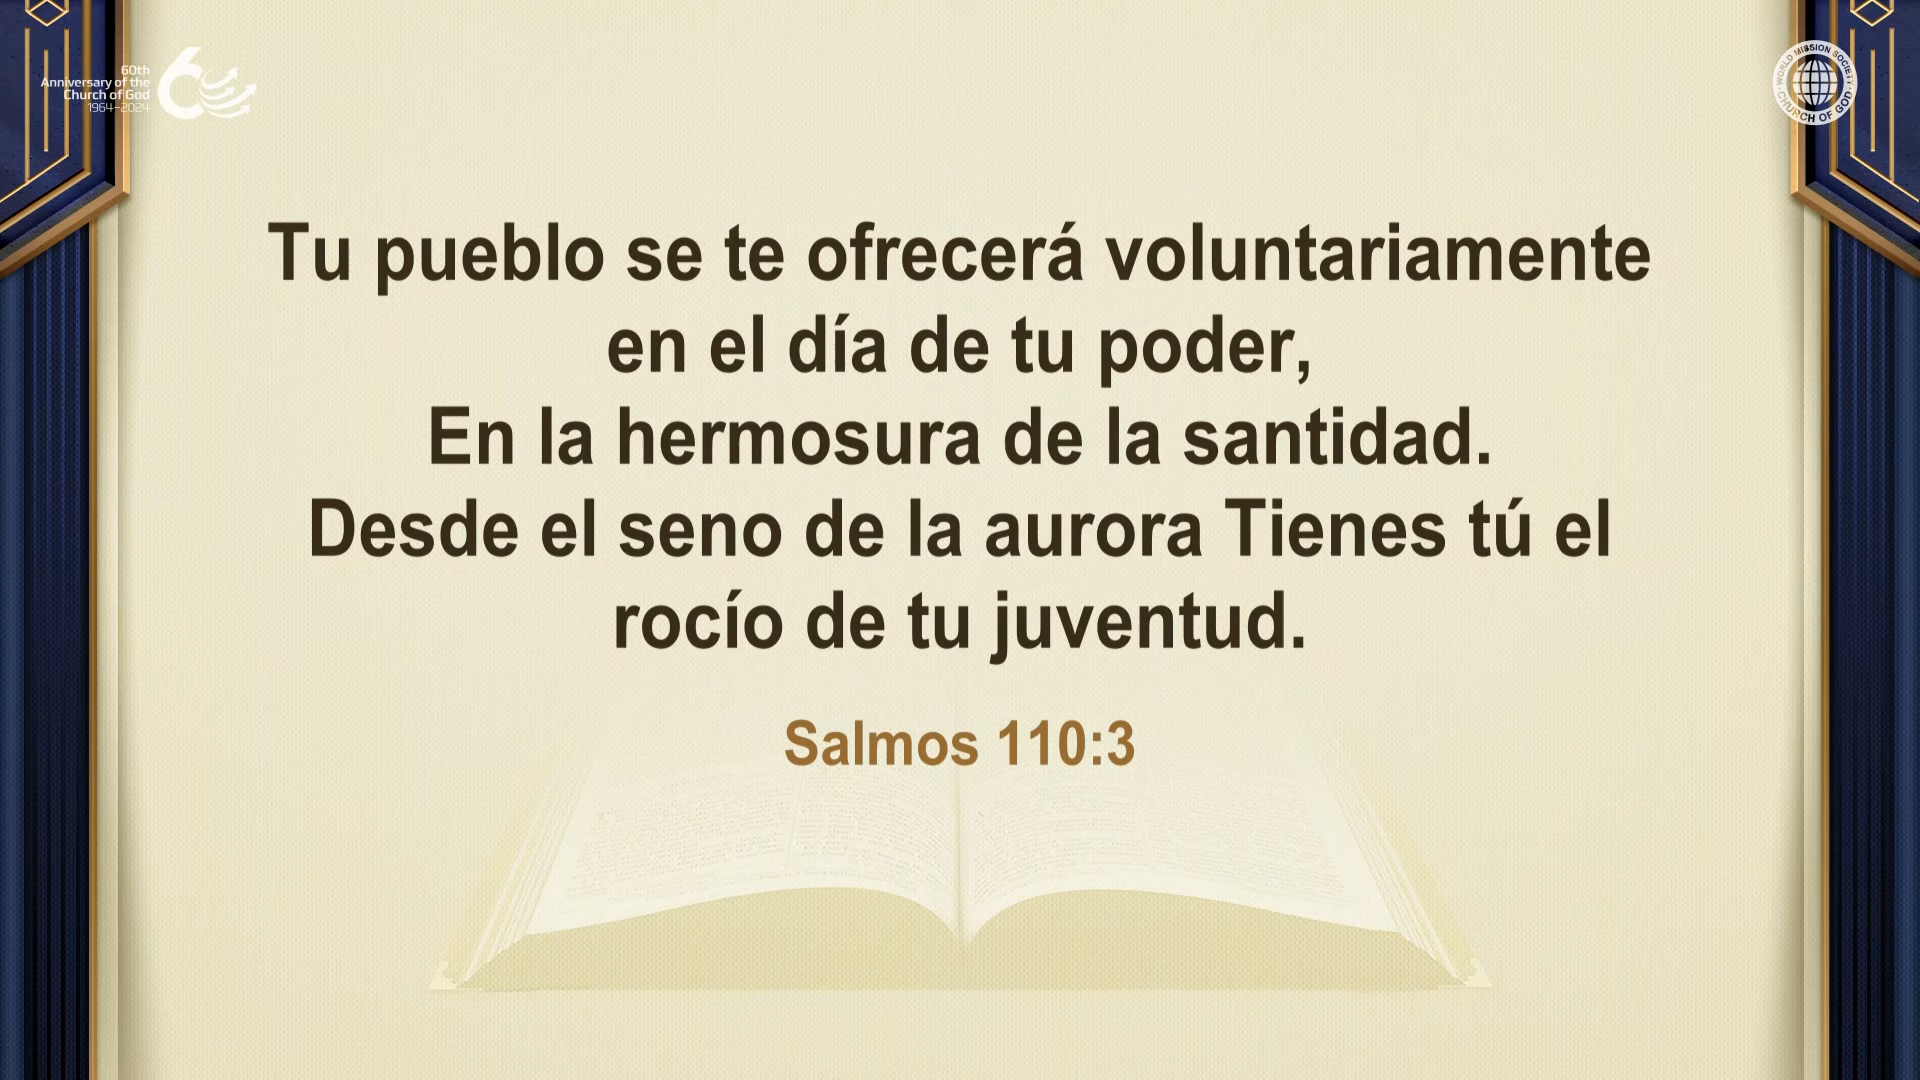 60th
Anniversary of the
Church of God
1964–2024
WORLD MISSION SOCIETY
CHURCH OF GOD
Tu pueblo se te ofrecerá voluntariamente
en el día de tu poder,
En la hermosura de la santidad.
Desde el seno de la aurora Tienes tú el
rocío de tu juventud.
Salmos 110:3